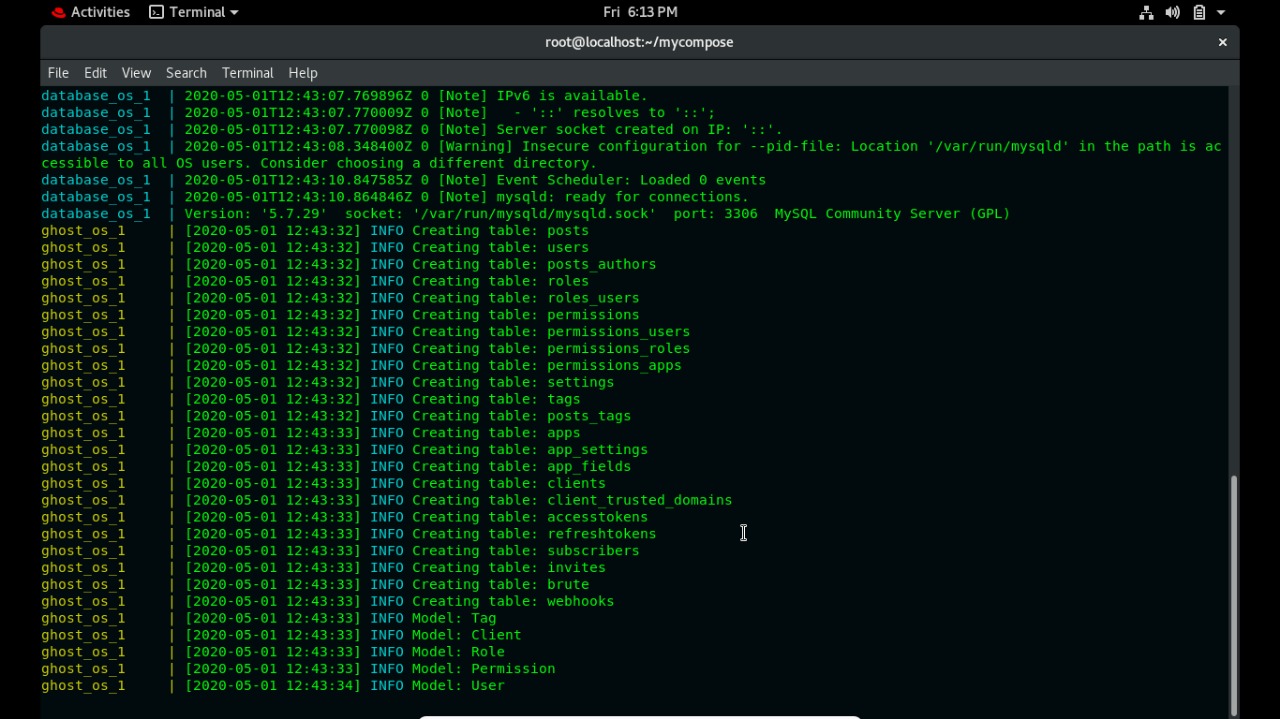 Activities Terminal Fri 6:13 PM
root@localhost:~/mycompose ×
File Edit View Search Terminal Help
database_os_1 | 2020-05-01T12:43:07.769896Z 0 [Note] IPv6 is available.
database_os_1 | 2020-05-01T12:43:07.770009Z 0 [Note]   - '::' resolves to '::';
database_os_1 | 2020-05-01T12:43:07.770098Z 0 [Note] Server socket created on IP: '::'.
database_os_1 | 2020-05-01T12:43:08.348400Z 0 [Warning] Insecure configuration for --pid-file: Location '/var/run/mysqld' in the path is ac
cessible to all OS users. Consider choosing a different directory.
database_os_1 | 2020-05-01T12:43:10.847585Z 0 [Note] Event Scheduler: Loaded 0 events
database_os_1 | 2020-05-01T12:43:10.864846Z 0 [Note] mysqld: ready for connections.
database_os_1 | Version: '5.7.29'  socket: '/var/run/mysqld/mysqld.sock'  port: 3306  MySQL Community Server (GPL)
ghost_os_1 | [2020-05-01 12:43:32] INFO Creating table: posts
ghost_os_1 | [2020-05-01 12:43:32] INFO Creating table: users
ghost_os_1 | [2020-05-01 12:43:32] INFO Creating table: posts_authors
ghost_os_1 | [2020-05-01 12:43:32] INFO Creating table: roles
ghost_os_1 | [2020-05-01 12:43:32] INFO Creating table: roles_users
ghost_os_1 | [2020-05-01 12:43:32] INFO Creating table: permissions
ghost_os_1 | [2020-05-01 12:43:32] INFO Creating table: permissions_users
ghost_os_1 | [2020-05-01 12:43:32] INFO Creating table: permissions_roles
ghost_os_1 | [2020-05-01 12:43:32] INFO Creating table: permissions_apps
ghost_os_1 | [2020-05-01 12:43:32] INFO Creating table: settings
ghost_os_1 | [2020-05-01 12:43:32] INFO Creating table: tags
ghost_os_1 | [2020-05-01 12:43:32] INFO Creating table: posts_tags
ghost_os_1 | [2020-05-01 12:43:33] INFO Creating table: apps
ghost_os_1 | [2020-05-01 12:43:33] INFO Creating table: app_settings
ghost_os_1 | [2020-05-01 12:43:33] INFO Creating table: app_fields
ghost_os_1 | [2020-05-01 12:43:33] INFO Creating table: clients
ghost_os_1 | [2020-05-01 12:43:33] INFO Creating table: client_trusted_domains
ghost_os_1 | [2020-05-01 12:43:33] INFO Creating table: accesstokens
ghost_os_1 | [2020-05-01 12:43:33] INFO Creating table: refreshtokens
ghost_os_1 | [2020-05-01 12:43:33] INFO Creating table: subscribers
ghost_os_1 | [2020-05-01 12:43:33] INFO Creating table: invites
ghost_os_1 | [2020-05-01 12:43:33] INFO Creating table: brute
ghost_os_1 | [2020-05-01 12:43:33] INFO Creating table: webhooks
ghost_os_1 | [2020-05-01 12:43:33] INFO Model: Tag
ghost_os_1 | [2020-05-01 12:43:33] INFO Model: Client
ghost_os_1 | [2020-05-01 12:43:33] INFO Model: Role
ghost_os_1 | [2020-05-01 12:43:33] INFO Model: Permission
ghost_os_1 | [2020-05-01 12:43:34] INFO Model: User